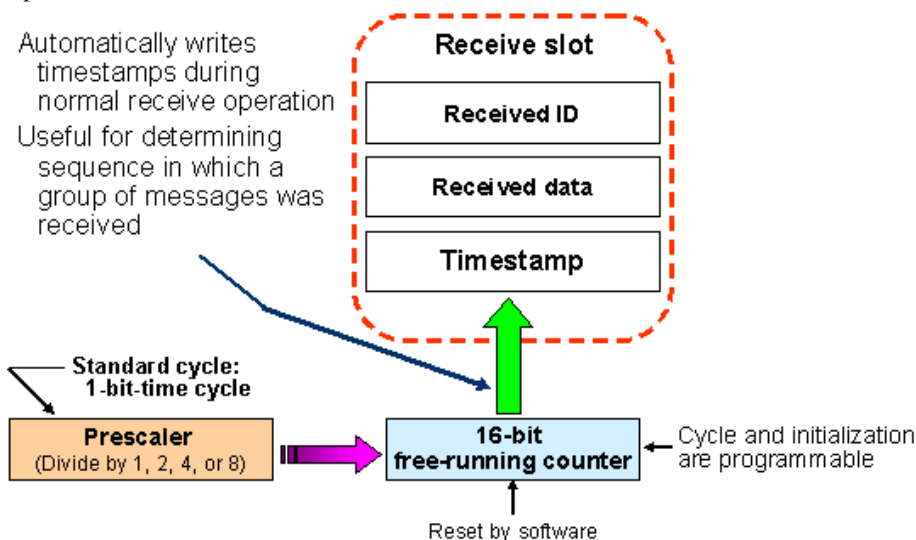 Automatically writes
timestamps during
normal receive operation
Useful for determining
sequence in which a
group of messages was
received
Receive slot
Received ID
Received data
Timestamp
Standard cycle:
1-bit-time cycle
Prescaler
(Divide by 1, 2, 4, or 8)
16-bit
free-running counter
Cycle and initialization
are programmable
Reset by software